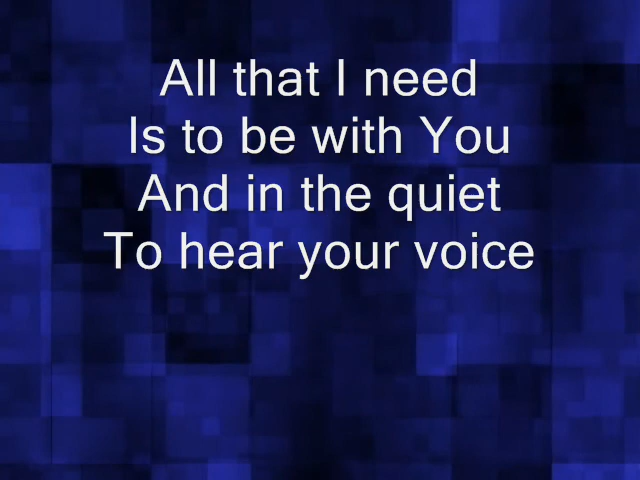 All that I need
Is to be with You
And in the quiet
To hear your voice